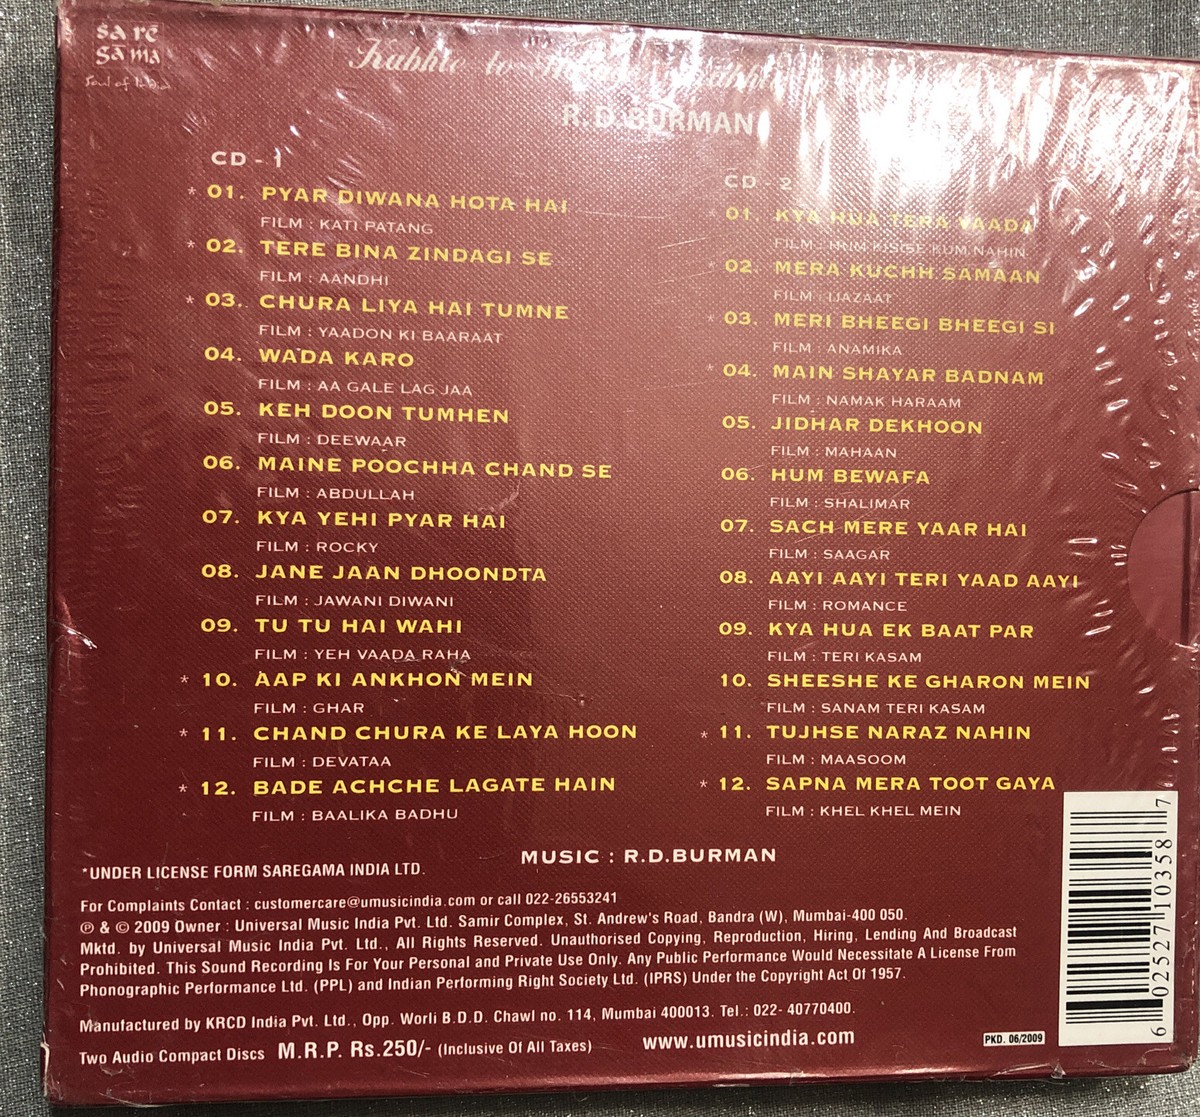 sa re
ga ma
Soul of India
Kabhie to
R. D. BURMAN
CD - 1
* 01. PYAR DIWANA HOTA HAI
FILM : KATI PATANG
* 02. TERE BINA ZINDAGI SE
FILM : AANDHI
* 03. CHURA LIYA HAI TUMNE
FILM : YAADON KI BAARAAT
04. WADA KARO
FILM : AA GALE LAG JAA
05. KEH DOON TUMHEN
FILM : DEEWAAR
06. MAINE POOCHHA CHAND SE
FILM : ABDULLAH
07. KYA YEHI PYAR HAI
FILM : ROCKY
08. JANE JAAN DHOONDTA
FILM : JAWANI DIWANI
09. TU TU HAI WAHI
FILM : YEH VAADA RAHA
* 10. AAP KI ANKHON MEIN
FILM : GHAR
* 11. CHAND CHURA KE LAYA HOON
FILM : DEVATAA
* 12. BADE ACHCHE LAGATE HAIN
FILM : BAALIKA BADHU
CD - 2
01. KYA HUA TERA VAADA
FILM : HUM KISISE KUM NAHIN
02. MERA KUCHH SAMAAN
FILM : IJAZAAT
* 03. MERI BHEEGI BHEEGI SI
FILM : ANAMIKA
* 04. MAIN SHAYAR BADNAM
FILM : NAMAK HARAAM
05. JIDHAR DEKHOON
FILM : MAHAAN
06. HUM BEWAFA
FILM : SHALIMAR
07. SACH MERE YAAR HAI
FILM : SAAGAR
08. AAYI AAYI TERI YAAD AAYI
FILM : ROMANCE
09. KYA HUA EK BAAT PAR
FILM : TERI KASAM
10. SHEESHE KE GHARON MEIN
FILM : SANAM TERI KASAM
* 11. TUJHSE NARAZ NAHIN
FILM : MAASOOM
* 12. SAPNA MERA TOOT GAYA
FILM : KHEL KHEL MEIN
MUSIC : R.D.BURMAN
*UNDER LICENSE FORM SAREGAMA INDIA LTD.
For Complaints Contact : customercare@umusicindia.com or call 022-26553241
℗ & © 2009 Owner : Universal Music India Pvt. Ltd. Samir Complex, St. Andrew's Road, Bandra (W), Mumbai-400 050.
Mktd. by Universal Music India Pvt. Ltd., All Rights Reserved. Unauthorised Copying, Reproduction, Hiring, Lending And Broadcast
Prohibited. This Sound Recording Is For Your Personal and Private Use Only. Any Public Performance Would Necessitate A License From
Phonographic Performance Ltd. (PPL) and Indian Performing Right Society Ltd. (IPRS) Under the Copyright Act Of 1957.
Manufactured by KRCD India Pvt. Ltd., Opp. Worli B.D.D. Chawl no. 114, Mumbai 400013. Tel.: 022- 40770400.
Two Audio Compact Discs M.R.P. Rs.250/- (Inclusive Of All Taxes) www.umusicindia.com
PKD. 06/2009
6 02527 10358 7